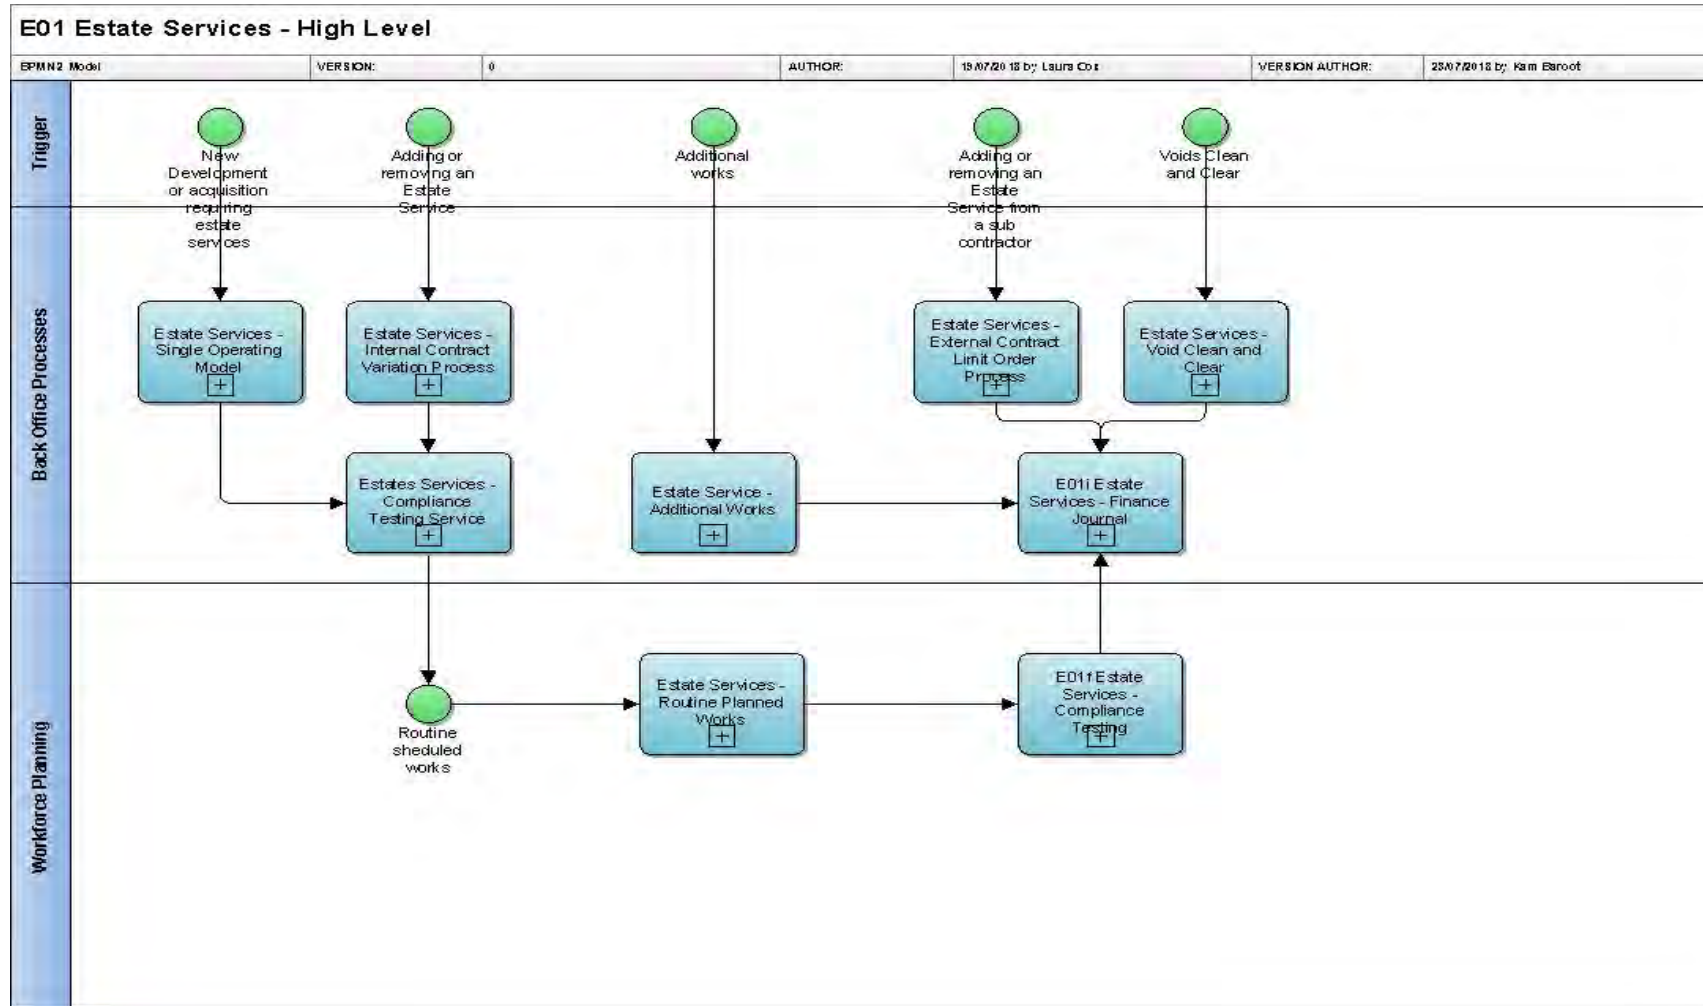 E01 Estate Services - High Level
BPMN2 Model
VERSION:
0
AUTHOR:
19/07/2018 by Laura Cox
VERSION AUTHOR:
by Kam
Trigger
New
Development
or acquisition
requiring
estate
services
Adding or
removing an
Estate
Service
Additional
works
Adding or
removing an
Estate
Service from
a sub
contractor
Voids Clean
and Clear
Back Office Processes
Estate Services -
Single Operating
Model
Estate Services -
Internal Contract
Variation Process
Estate Services -
External Contract
Limit Order
Process
Estate Services -
Void Clean and
Clear
Estates Services -
Compliance
Testing Service
Estate Service -
Additional Works
E01i Estate
Services - Finance
Journal
Workforce Planning
Routine
sheduled
works
Estate Services -
Routine Planned
Works
E01f Estate
Services -
Compliance
Testing